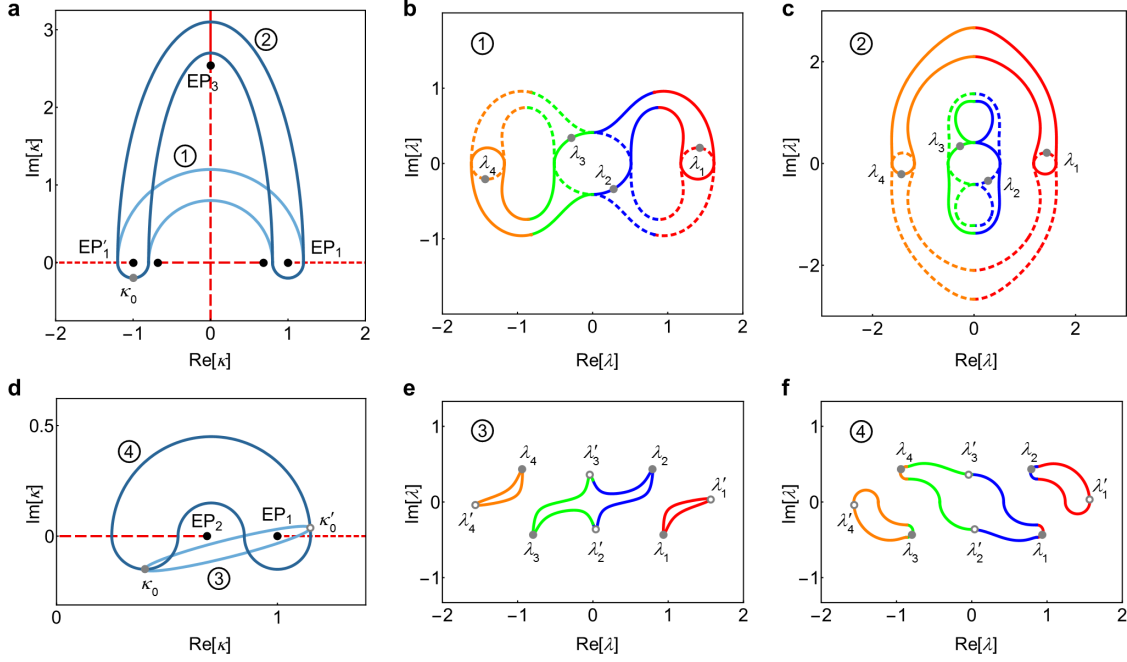 a
3
2
1
0
−2
−1
0
1
2
Im[κ]
Re[κ]
②
①
EP₃
EP′₁
EP₁
κ₀
b
①
1
0
−1
−2
−1
0
1
2
Im[λ]
Re[λ]
λ₃
λ₄
λ₂
λ₁
c
②
2
0
−2
−2
0
2
Im[λ]
Re[λ]
λ₃
λ₄
λ₂
λ₁
d
0.5
0
0
1
Im[κ]
Re[κ]
④
EP₂
EP₁
κ′₀
κ₀
③
e
③
1
0
−1
−2
−1
0
1
2
Im[λ]
Re[λ]
λ₄
λ′₃
λ₂
λ′₁
λ′₄
λ₃
λ′₂
λ₁
f
④
1
0
−1
−2
−1
0
1
2
Im[λ]
Re[λ]
λ₄
λ′₃
λ₂
λ′₁
λ′₄
λ₃
λ′₂
λ₁